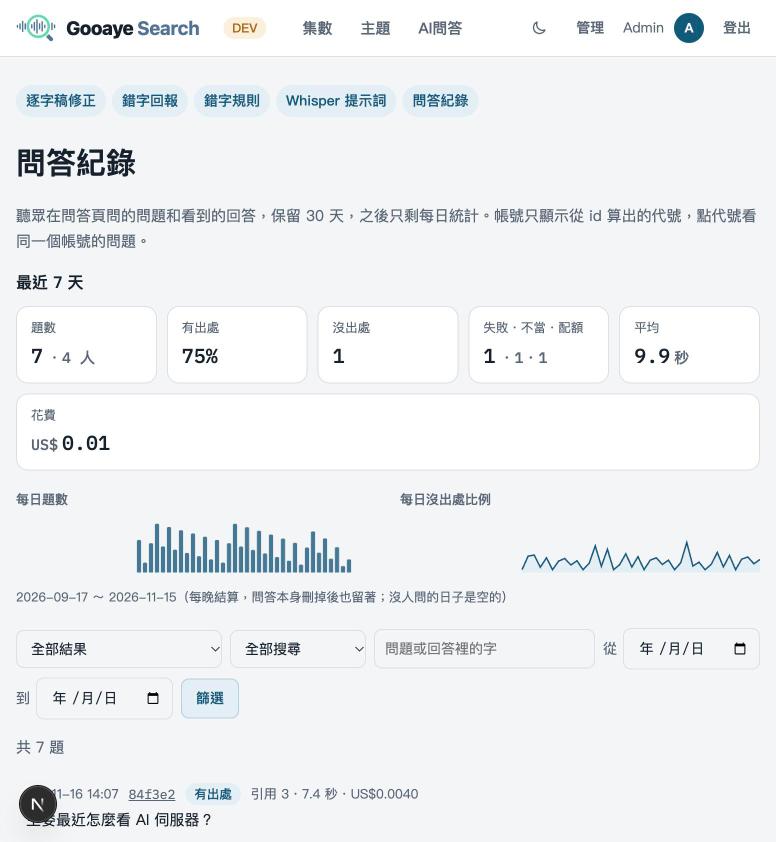 Gooaye Search DEV 集數 主題 AI問答 管理 Admin A 登出
逐字稿修正 錯字回報 錯字規則 Whisper 提示詞 問答紀錄
問答紀錄
聽眾在問答頁問的問題和看到的回答，保留 30 天，之後只剩每日統計。帳號只顯示從 id 算出的代號，點代號看
同一個帳號的問題。
最近 7 天
題數 有出處 沒出處 失敗 · 不當 · 配額 平均
7 · 4 人 75% 1 1 · 1 · 1 9.9 秒
花費
US$ 0.01
每日題數 每日沒出處比例
2026-09-17 ～ 2026-11-15（每晚結算，問答本身刪掉後也留著；沒人問的日子是空的）
全部結果 全部搜尋 問題或回答裡的字 從 年 /月/日
到 年 /月/日 篩選
共 7 題
11-16 14:07 84f3e2 有出處 引用 3 · 7.4 秒 · US$0.0040
N
最近怎麼看 AI 伺服器？